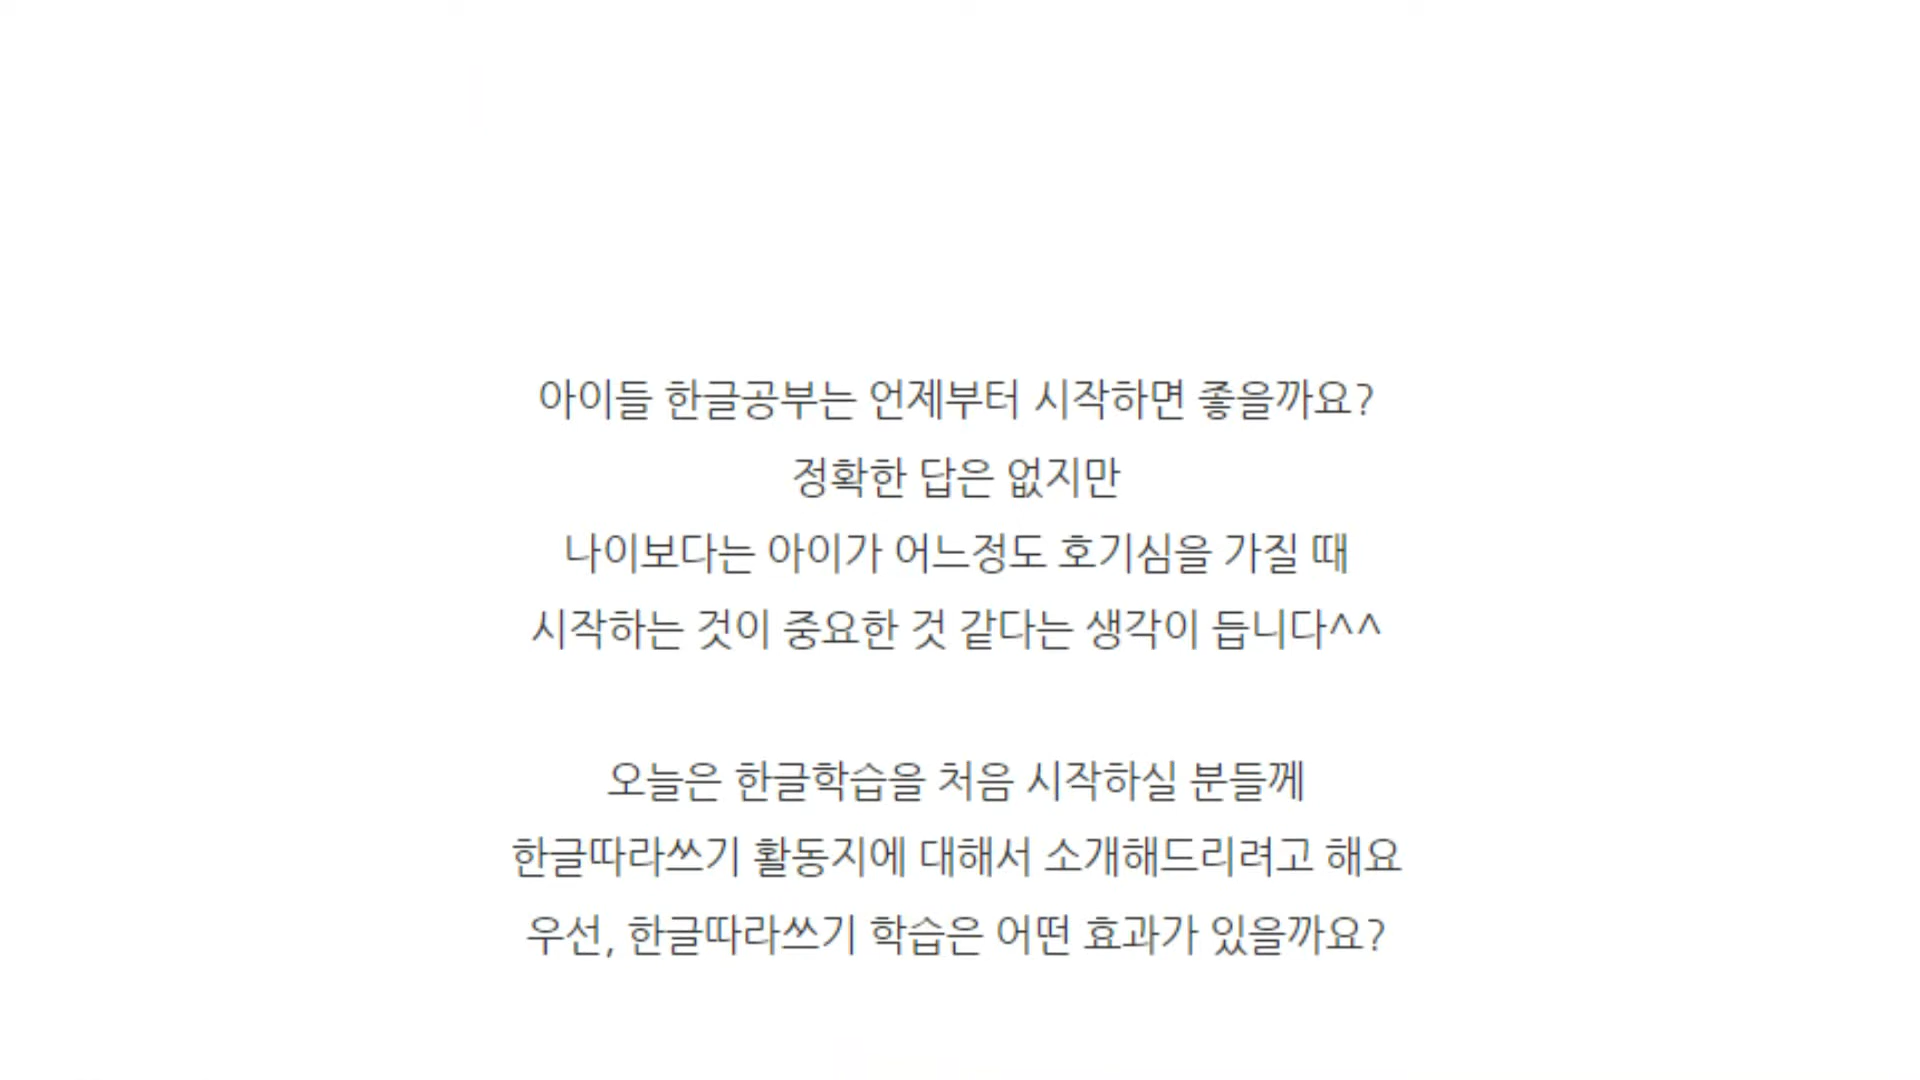 아이들 한글공부는 언제부터 시작하면 좋을까요?
정확한 답은 없지만
나이보다는 아이가 어느정도 호기심을 가질 때
시작하는 것이 중요한 것 같다는 생각이 듭니다^^
오늘은 한글학습을 처음 시작하실 분들께
한글따라쓰기 활동지에 대해서 소개해드리려고 해요
우선, 한글따라쓰기 학습은 어떤 효과가 있을까요?